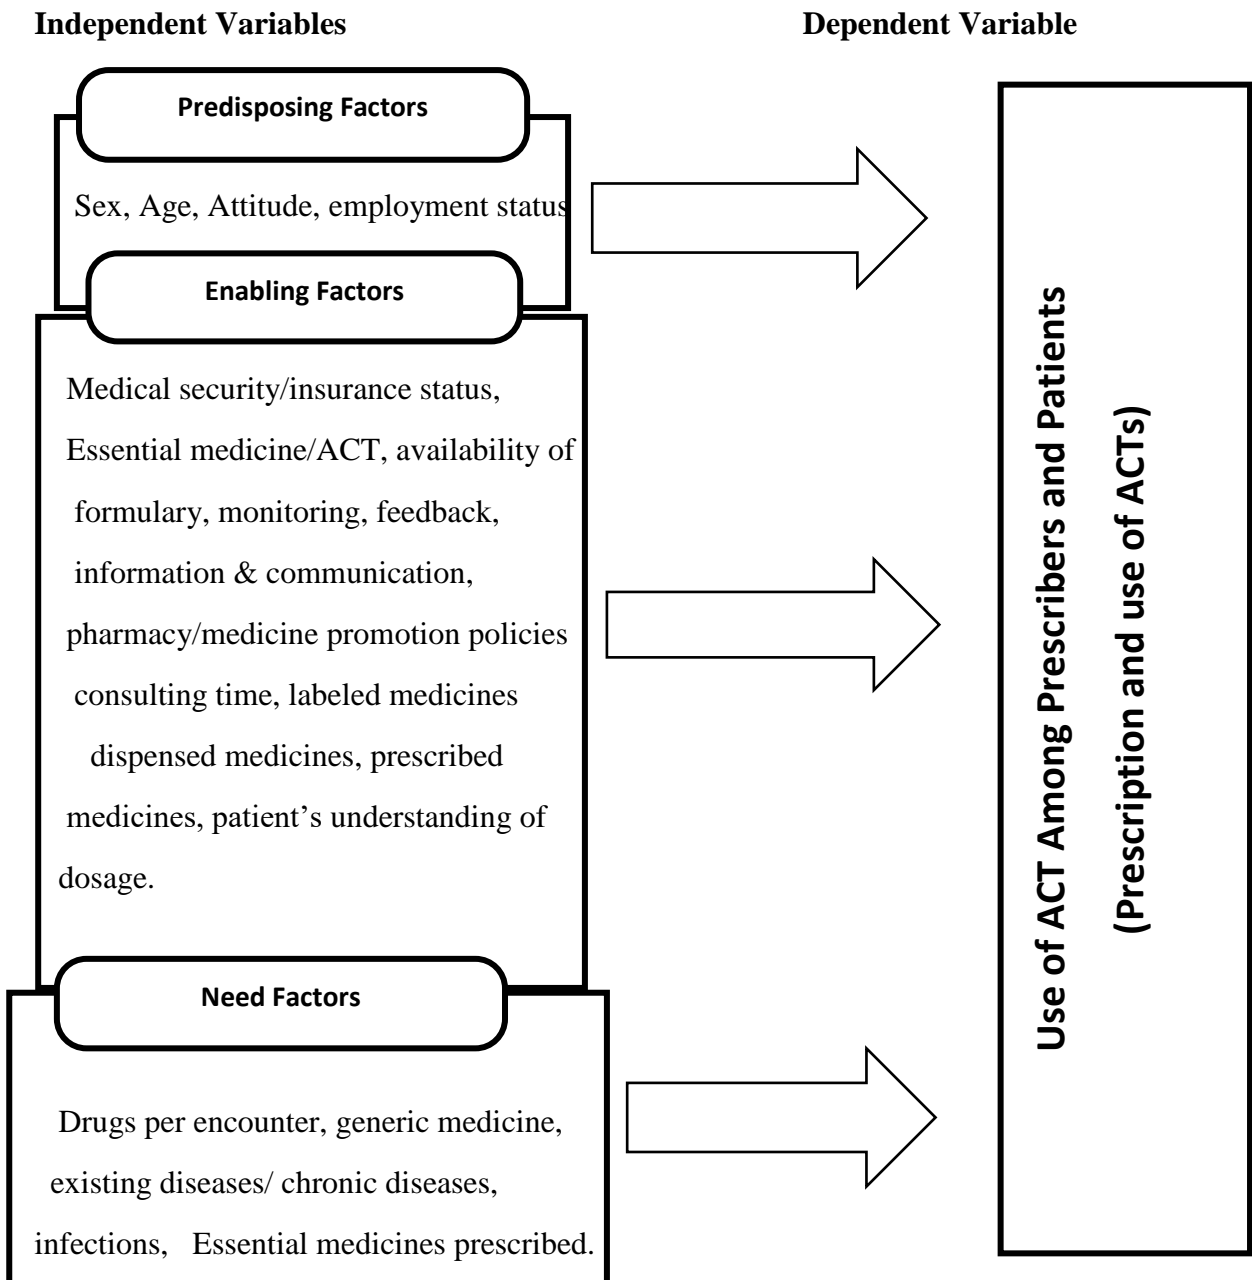 Independent Variables
Dependent Variable
Predisposing Factors
Sex, Age, Attitude, employment status
Enabling Factors
Medical security/insurance status,
Essential medicine/ACT, availability of
formulary, monitoring, feedback,
information & communication,
pharmacy/medicine promotion policies
consulting time, labeled medicines
dispensed medicines, prescribed
medicines, patient’s understanding of
dosage.
Need Factors
Drugs per encounter, generic medicine,
existing diseases/ chronic diseases,
infections, Essential medicines prescribed.
Use of ACT Among Prescribers and Patients
(Prescription and use of ACTs)